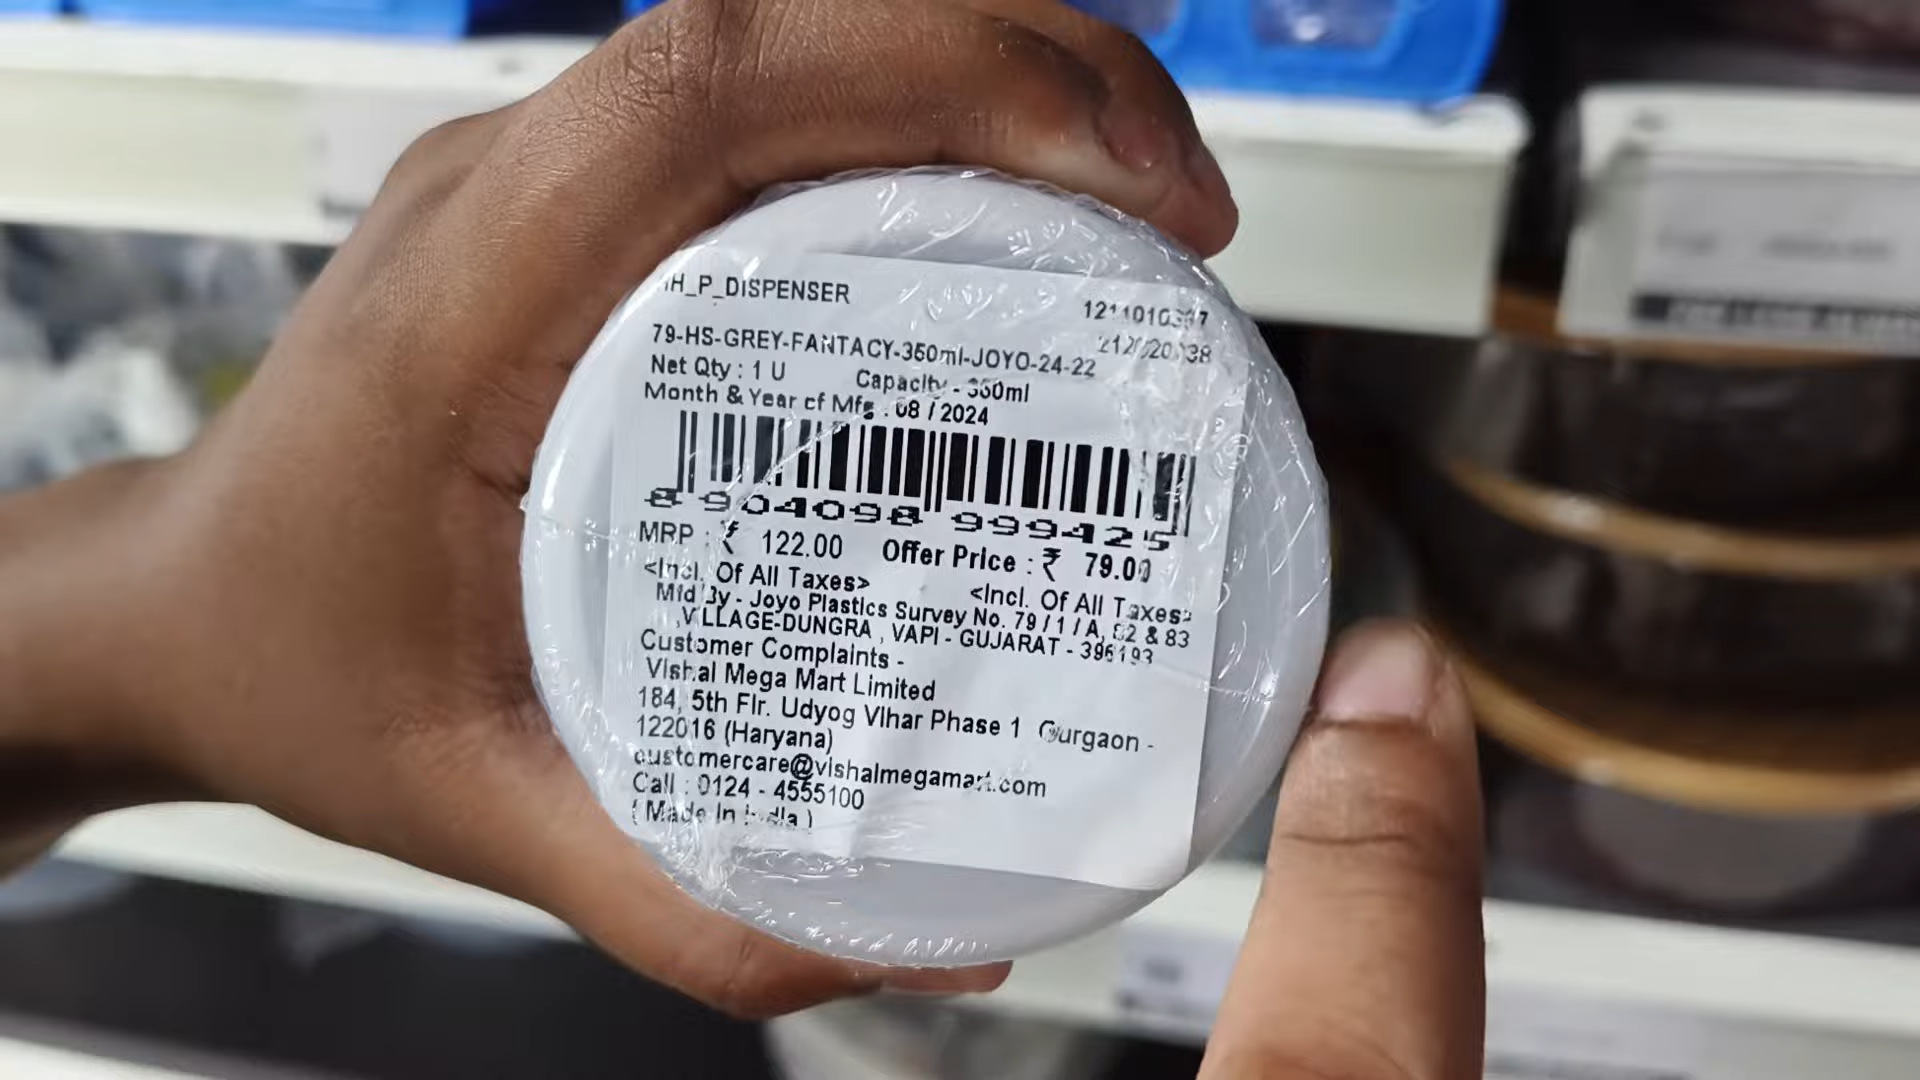 H_P_DISPENSER
79-HS-GREY-FANTACY-350ml-JOYO-24-22
Net Qty : 1 U Capacity - 350ml
Month & Year of Mfg : 08 / 2024
8 904098 999425
MRP : ₹ 122.00 Offer Price : ₹ 79.00
<Incl. Of All Taxes> <Incl. Of All Taxes>
Mfd By - Joyo Plastics Survey No. 79 / 1 / A, 82 & 83
,VILLAGE-DUNGRA , VAPI - GUJARAT - 396193
Customer Complaints -
Vishal Mega Mart Limited
184, 5th Flr. Udyog Vihar Phase 1 Gurgaon -
122016 (Haryana)
customercare@vishalmegamart.com
Call : 0124 - 4555100
( Made In India )